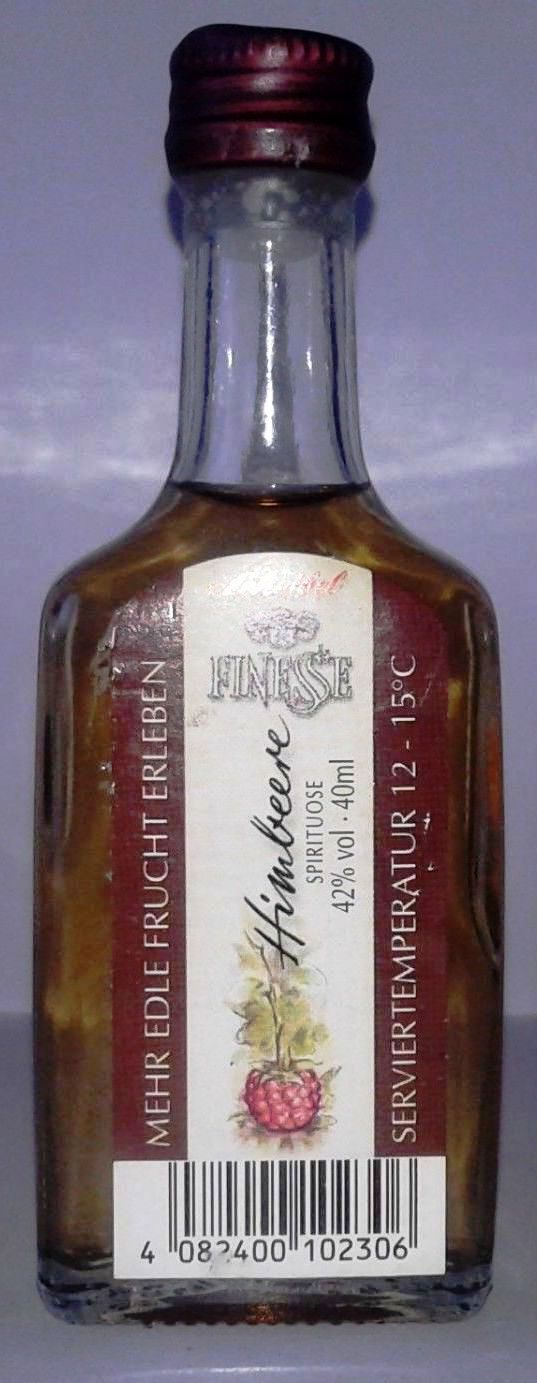 FINESSE
Himbeere
SPIRITUOSE
42% vol · 40ml
MEHR EDLE FRUCHT ERLEBEN
SERVIERTEMPERATUR 12 - 15°C
4 082400 102306